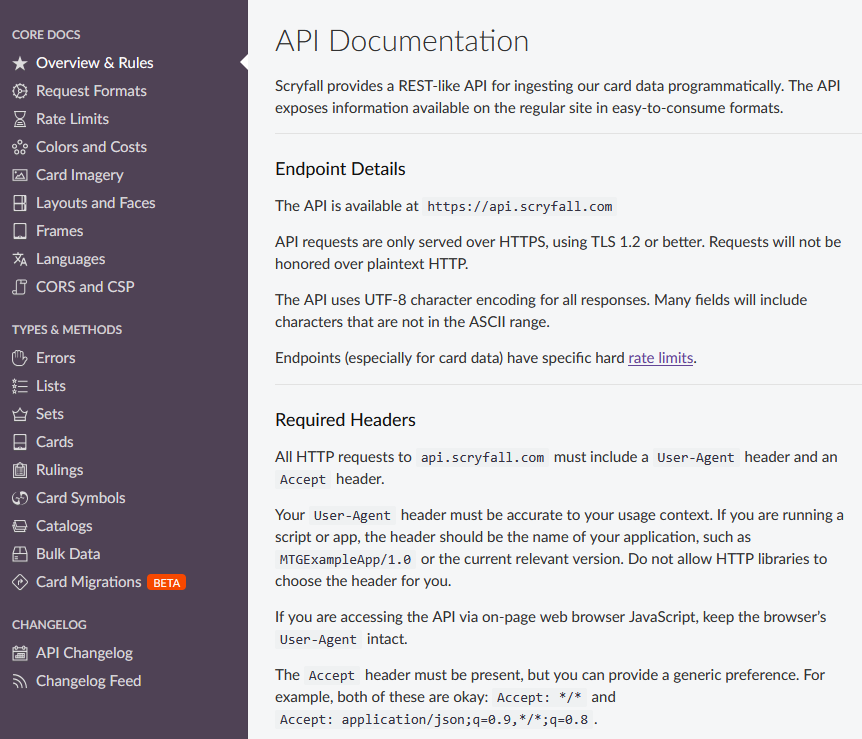 CORE DOCS
Overview & Rules
Request Formats
Rate Limits
Colors and Costs
Card Imagery
Layouts and Faces
Frames
Languages
CORS and CSP
TYPES & METHODS
Errors
Lists
Sets
Cards
Rulings
Card Symbols
Catalogs
Bulk Data
Card Migrations BETA
CHANGELOG
API Changelog
Changelog Feed
API Documentation
Scryfall provides a REST-like API for ingesting our card data programmatically. The API
exposes information available on the regular site in easy-to-consume formats.
Endpoint Details
The API is available at https://api.scryfall.com
API requests are only served over HTTPS, using TLS 1.2 or better. Requests will not be
honored over plaintext HTTP.
The API uses UTF-8 character encoding for all responses. Many fields will include
characters that are not in the ASCII range.
Endpoints (especially for card data) have specific hard rate limits.
Required Headers
All HTTP requests to api.scryfall.com must include a User-Agent header and an
Accept header.
Your User-Agent header must be accurate to your usage context. If you are running a
script or app, the header should be the name of your application, such as
MTGExampleApp/1.0 or the current relevant version. Do not allow HTTP libraries to
choose the header for you.
If you are accessing the API via on-page web browser JavaScript, keep the browser’s
User-Agent intact.
The Accept header must be present, but you can provide a generic preference. For
example, both of these are okay: Accept: */* and
Accept: application/json;q=0.9,*/*;q=0.8.